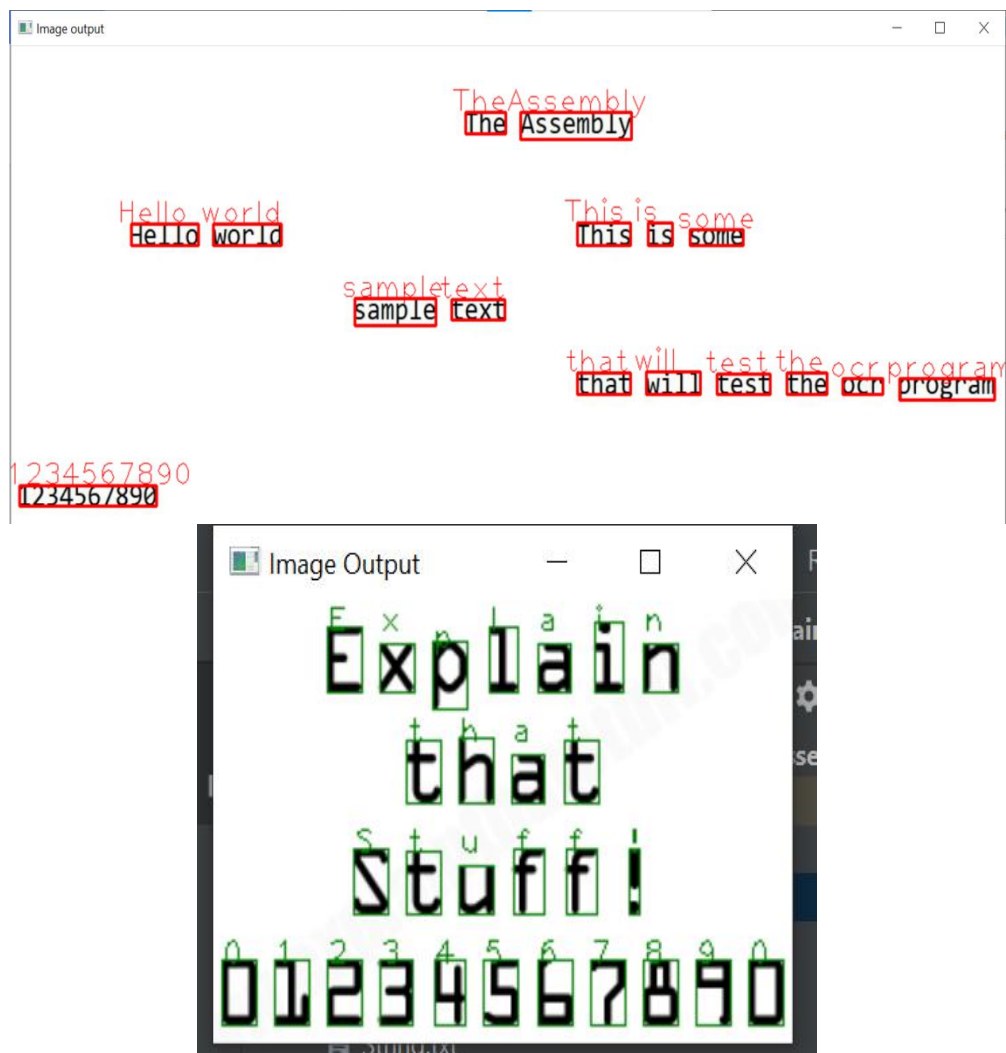 Image output
TheAssembly
The Assembly
Hello world
This is some
Hello world
This is some
sampletext
sample text
that will test the ocr program
that will test the ocr program
1234567890
1234567890
Image Output
E x p l a i n
Explain
t h a t
that
S t u f f !
Stuff!
0 1 2 3 4 5 6 7 8 9 0
01234567890
String.txt